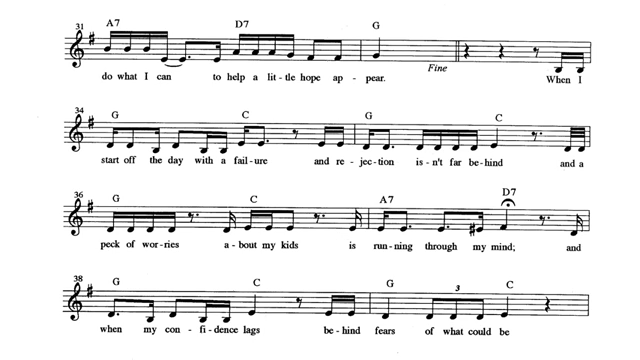 31 A7 D7 G
do what I can to help a lit-tle hope ap-pear. Fine When I
34 G C G C
start off the day with a fail-ure and re-jec-tion is-n't far be-hind and a
36 G C A7 D7
peck of wor-ries a-bout my kids is run-ning through my mind; and
38 G C G 3 C
when my con-fi-dence lags be-hind fears of what could be